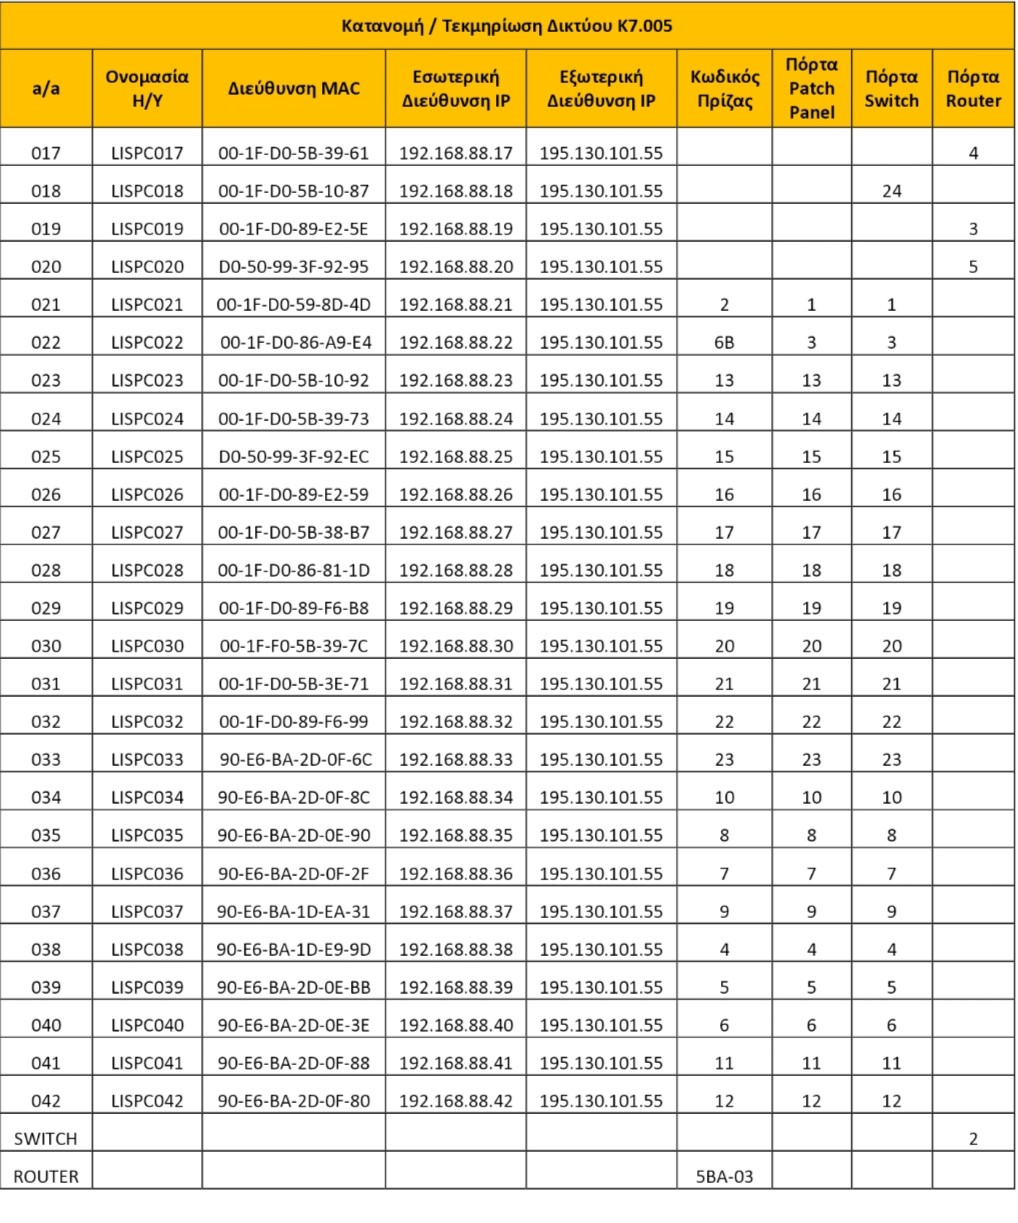 Κατανομή / Τεκμηρίωση Δικτύου Κ7.005
α/α Ονομασία Η/Υ Διεύθυνση MAC Εσωτερική Διεύθυνση IP Εξωτερική Διεύθυνση IP Κωδικός Πρίζας Πόρτα Patch Panel Πόρτα Switch Πόρτα Router
017 LISPC017 00-1F-D0-5B-39-61 192.168.88.17 195.130.101.55 4
018 LISPC018 00-1F-D0-5B-10-87 192.168.88.18 195.130.101.55 24
019 LISPC019 00-1F-D0-89-E2-5E 192.168.88.19 195.130.101.55 3
020 LISPC020 D0-50-99-3F-92-95 192.168.88.20 195.130.101.55 5
021 LISPC021 00-1F-D0-59-8D-4D 192.168.88.21 195.130.101.55 2 1 1
022 LISPC022 00-1F-D0-86-A9-E4 192.168.88.22 195.130.101.55 6B 3 3
023 LISPC023 00-1F-D0-5B-10-92 192.168.88.23 195.130.101.55 13 13 13
024 LISPC024 00-1F-D0-5B-39-73 192.168.88.24 195.130.101.55 14 14 14
025 LISPC025 D0-50-99-3F-92-EC 192.168.88.25 195.130.101.55 15 15 15
026 LISPC026 00-1F-D0-89-E2-59 192.168.88.26 195.130.101.55 16 16 16
027 LISPC027 00-1F-D0-5B-38-B7 192.168.88.27 195.130.101.55 17 17 17
028 LISPC028 00-1F-D0-86-81-1D 192.168.88.28 195.130.101.55 18 18 18
029 LISPC029 00-1F-D0-89-F6-B8 192.168.88.29 195.130.101.55 19 19 19
030 LISPC030 00-1F-F0-5B-39-7C 192.168.88.30 195.130.101.55 20 20 20
031 LISPC031 00-1F-D0-5B-3E-71 192.168.88.31 195.130.101.55 21 21 21
032 LISPC032 00-1F-D0-89-F6-99 192.168.88.32 195.130.101.55 22 22 22
033 LISPC033 90-E6-BA-2D-0F-6C 192.168.88.33 195.130.101.55 23 23 23
034 LISPC034 90-E6-BA-2D-0F-8C 192.168.88.34 195.130.101.55 10 10 10
035 LISPC035 90-E6-BA-2D-0E-90 192.168.88.35 195.130.101.55 8 8 8
036 LISPC036 90-E6-BA-2D-0F-2F 192.168.88.36 195.130.101.55 7 7 7
037 LISPC037 90-E6-BA-1D-EA-31 192.168.88.37 195.130.101.55 9 9 9
038 LISPC038 90-E6-BA-1D-E9-9D 192.168.88.38 195.130.101.55 4 4 4
039 LISPC039 90-E6-BA-2D-0E-BB 192.168.88.39 195.130.101.55 5 5 5
040 LISPC040 90-E6-BA-2D-0E-3E 192.168.88.40 195.130.101.55 6 6 6
041 LISPC041 90-E6-BA-2D-0F-88 192.168.88.41 195.130.101.55 11 11 11
042 LISPC042 90-E6-BA-2D-0F-80 192.168.88.42 195.130.101.55 12 12 12
SWITCH 2
ROUTER 5BA-03